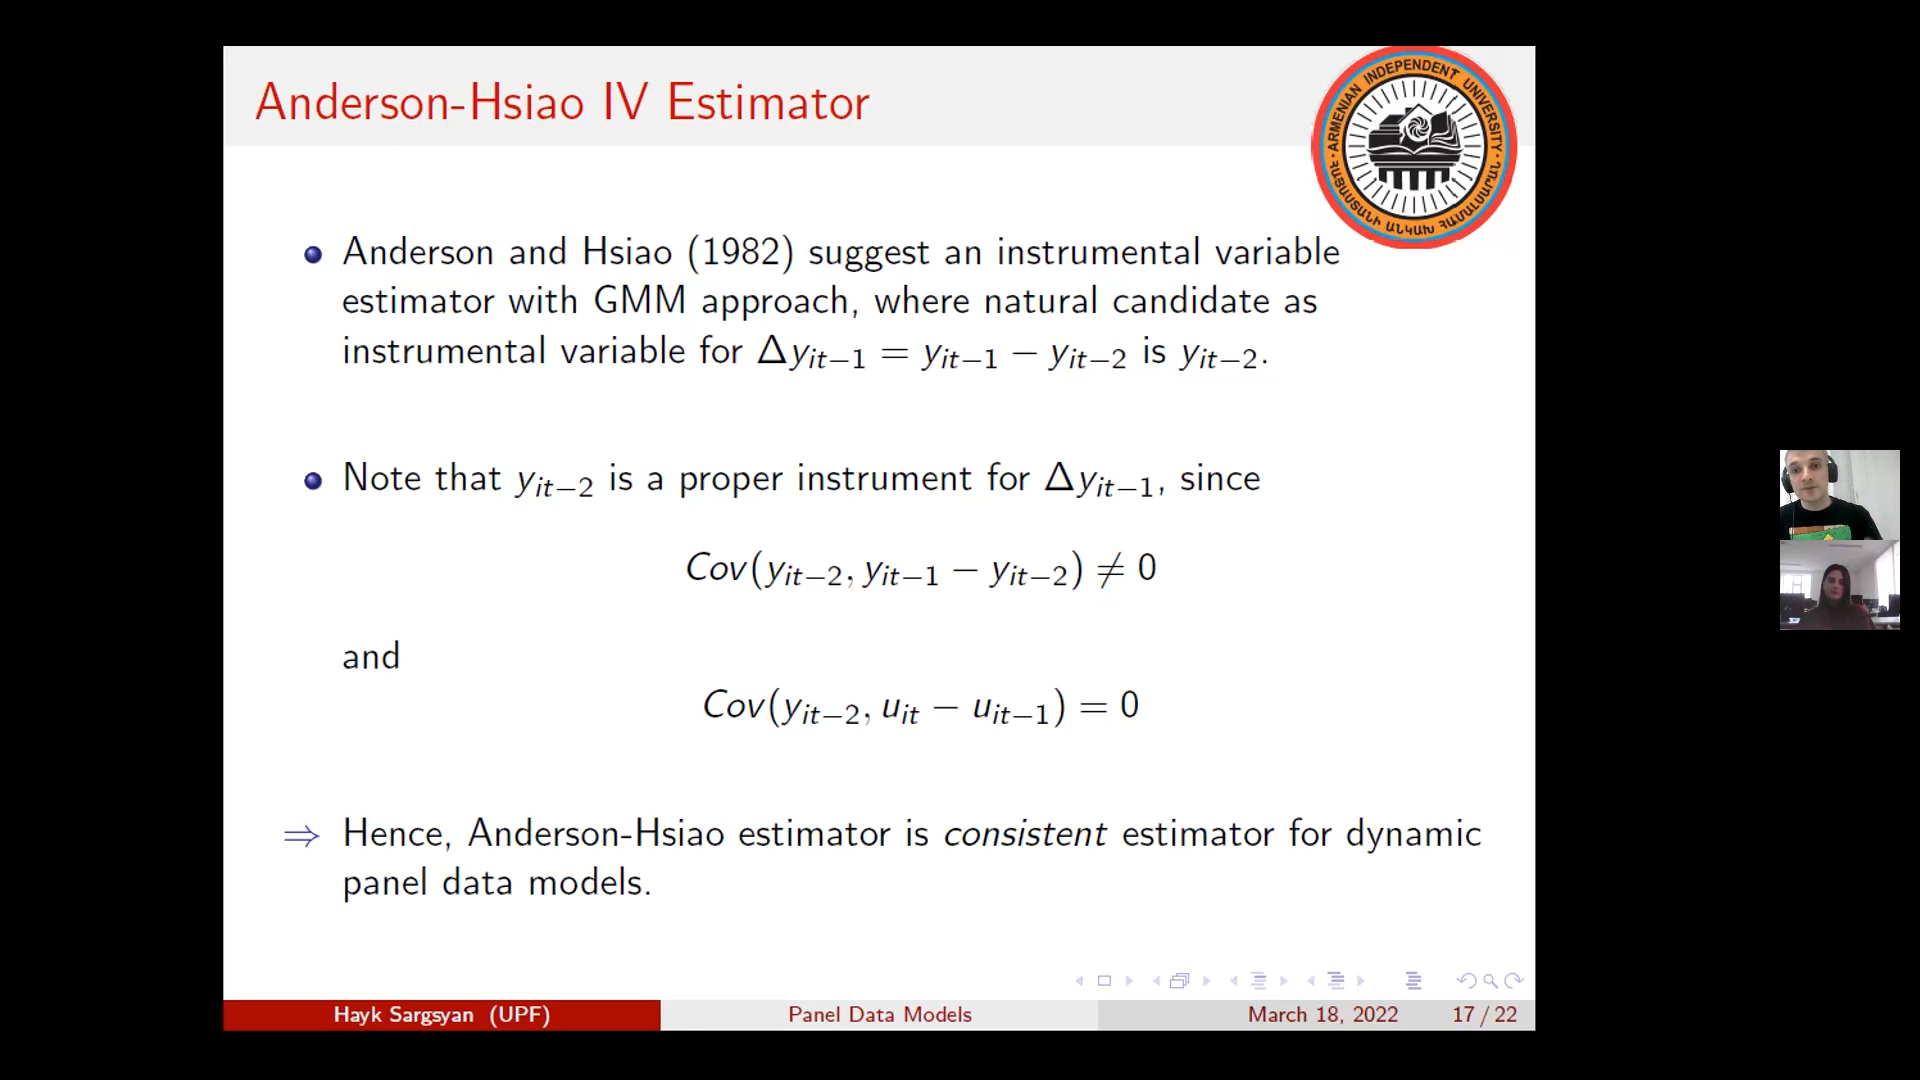 Anderson-Hsiao IV Estimator
ARMENIAN INDEPENDENT UNIVERSITY
ՀԱՅԱՍՏԱՆԻ ԱՆԿԱԽ ՀԱՄԱԼՍԱՐԱՆ
Anderson and Hsiao (1982) suggest an instrumental variable
estimator with GMM approach, where natural candidate as
instrumental variable for Δy_{it−1} = y_{it−1} − y_{it−2} is y_{it−2}.
Note that y_{it−2} is a proper instrument for Δy_{it−1}, since
Cov(y_{it−2}, y_{it−1} − y_{it−2}) ≠ 0
and
Cov(y_{it−2}, u_{it} − u_{it−1}) = 0
⇒ Hence, Anderson-Hsiao estimator is consistent estimator for dynamic
panel data models.
Hayk Sargsyan (UPF) Panel Data Models March 18, 2022 17 / 22